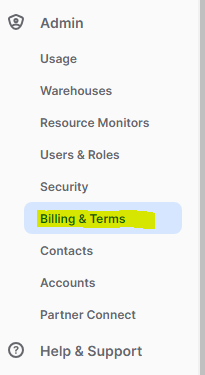 Admin
Usage
Warehouses
Resource Monitors
Users & Roles
Security
Billing & Terms
Contacts
Accounts
Partner Connect
Help & Support